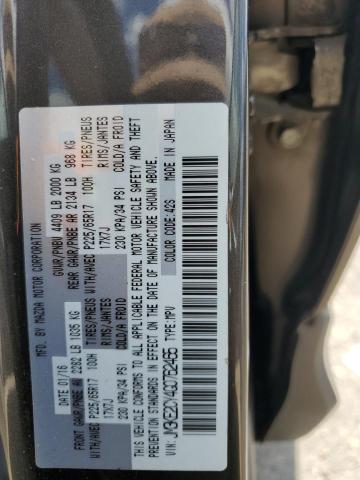 MFD. BY MAZDA MOTOR CORPORATION
DATE: 01/16 GVWR/PNBV 4409 LB 2000 KG
FRONT GAWR/PNBE AV 2282 LB 1035 KG REAR GAWR/PNBE AR 2134 LB 968 KG
TIRES/PNEUS WITH/AVEC P225/65R17 100H TIRES/PNEUS WITH/AVEC P225/65R17 100H
RIMS/JANTES 17X7J RIMS/JANTES 17X7J
COLD/A FROID 230 KPA/34 PSI COLD/A FROID 230 KPA/34 PSI
THIS VEHICLE CONFORMS TO ALL APPLICABLE FEDERAL MOTOR VEHICLE SAFETY AND THEFT
PREVENTION STANDARDS IN EFFECT ON THE DATE OF MANUFACTURE SHOWN ABOVE.
VIN: TYPE: MPV COLOR CODE: 42S MADE IN JAPAN